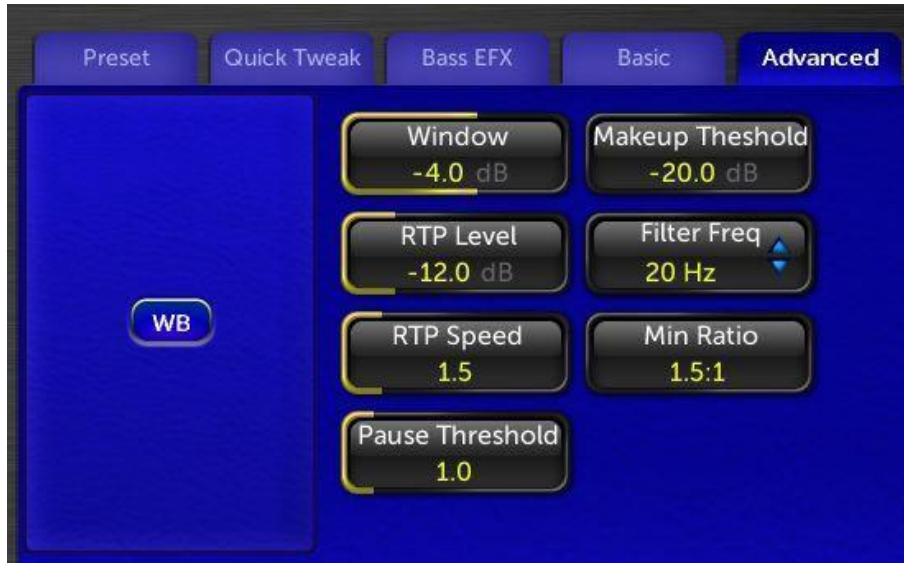 Preset Quick Tweak Bass EFX Basic Advanced
Window Makeup Theshold
-4.0 dB -20.0 dB
RTP Level Filter Freq
-12.0 dB 20 Hz
WB
RTP Speed Min Ratio
1.5 1.5:1
Pause Threshold
1.0